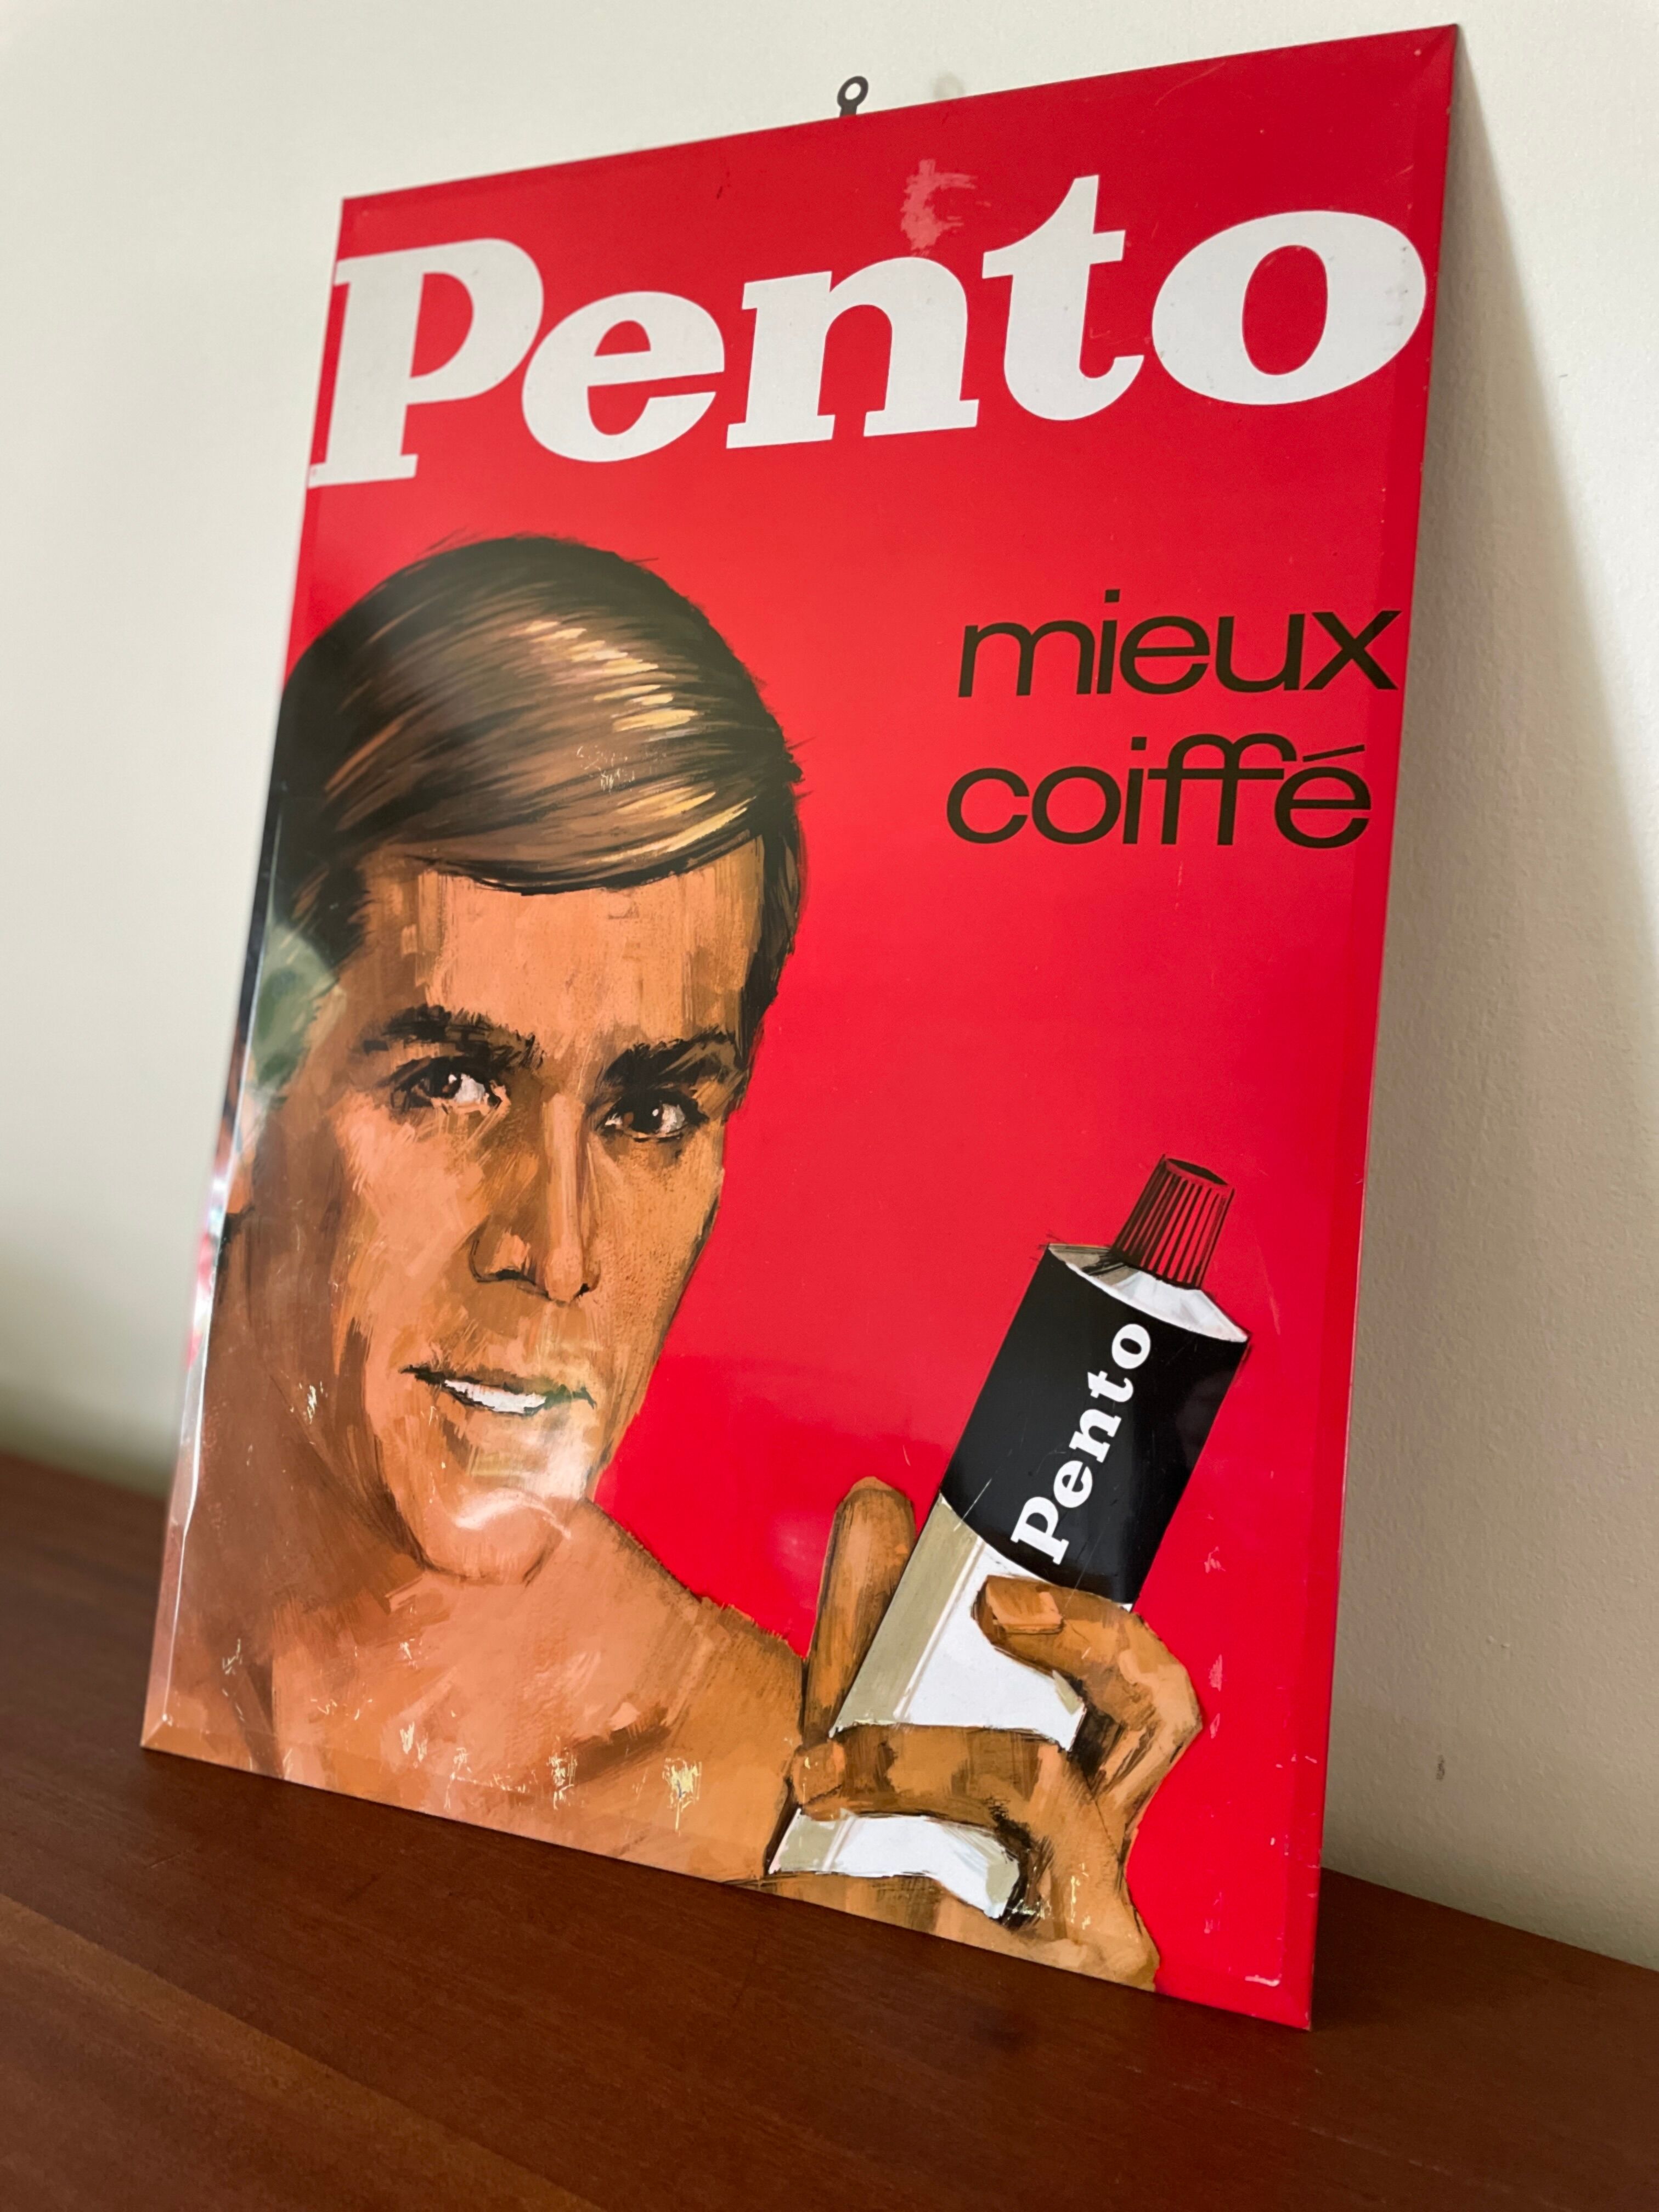 Pento
mieux
coiffé
Pento